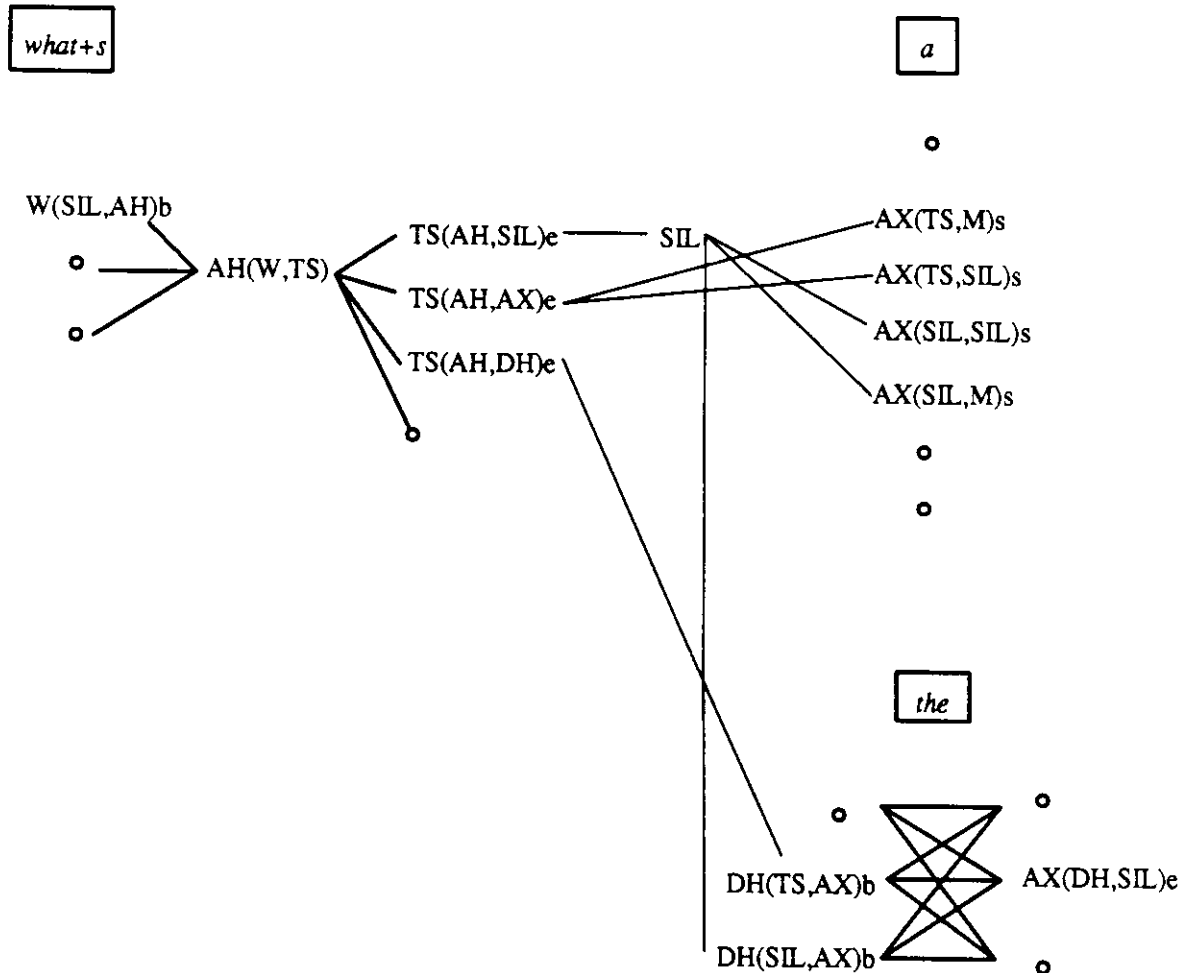 what+s
a
W(SIL,AH)b
AH(W,TS)
TS(AH,SIL)e
TS(AH,AX)e
TS(AH,DH)e
SIL
AX(TS,M)s
AX(TS,SIL)s
AX(SIL,SIL)s
AX(SIL,M)s
the
DH(TS,AX)b
AX(DH,SIL)e
DH(SIL,AX)b